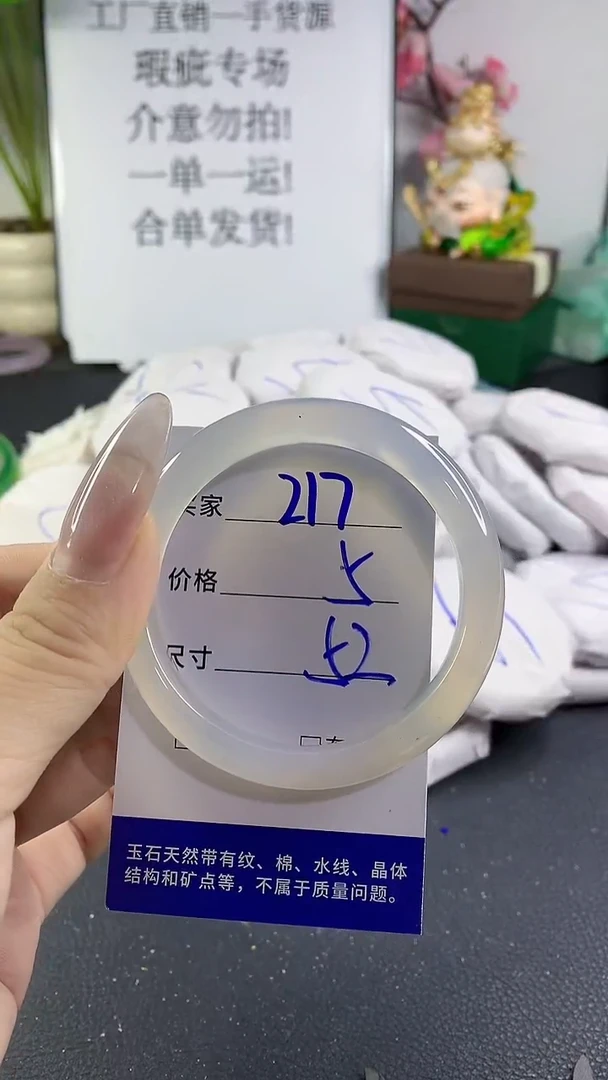 工厂直销一手货源
瑕疵专场
介意勿拍!
一单一运!
合单发货!
买家 217
价格
尺寸
玉石天然带有纹、棉、水线、晶体
结构和矿点等，不属于质量问题。